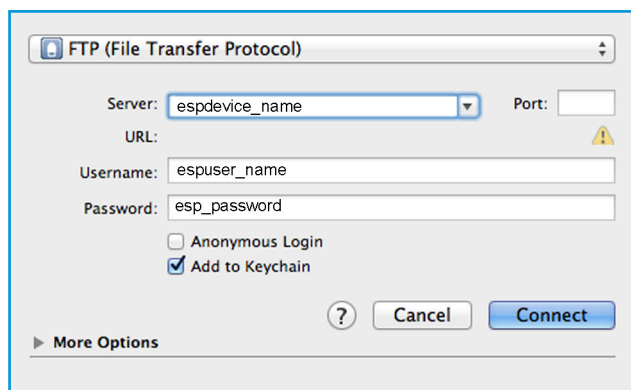 FTP (File Transfer Protocol)
Server: espdevice_name Port:
URL:
Username: espuser_name
Password: esp_password
Anonymous Login
Add to Keychain
? Cancel Connect
More Options